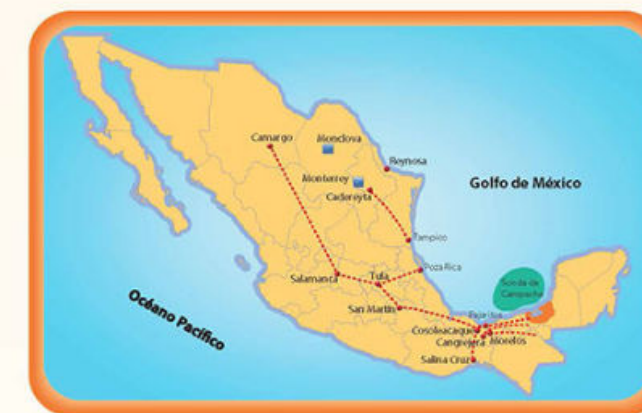 Camargo
Monclova
Reynosa
Monterrey
Cadereyta
Golfo de México
Tampico
Salamanca
Tula
Poza Rica
Sonda de
Campeche
Océano Pacífico
San Martín
Pajaritos
Cosoleacaque
Cangrejera
Morelos
Salina Cruz